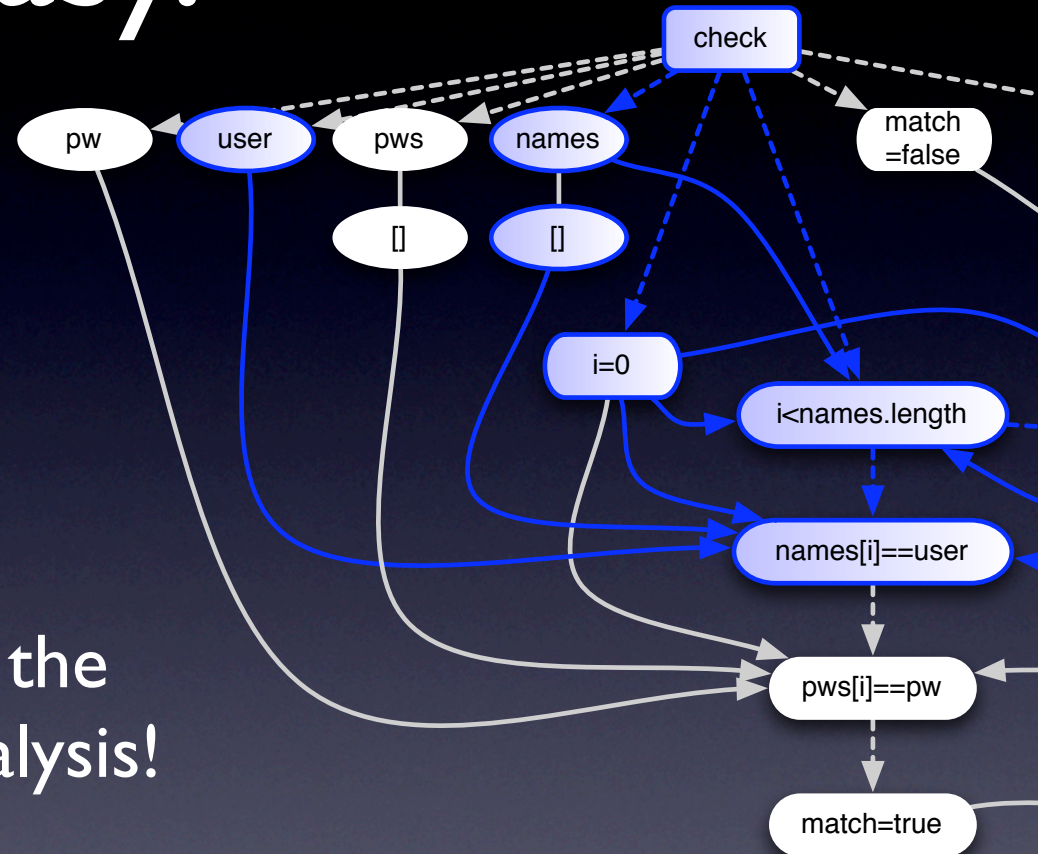 check
pw
user
pws
names
match
=false
[]
[]
i=0
i<names.length
names[i]==user
the
pws[i]==pw
alysis!
match=true